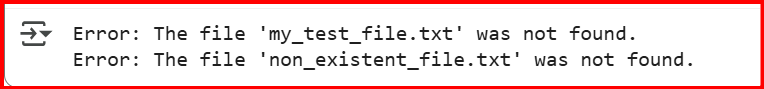 Error: The file 'my_test_file.txt' was not found.
Error: The file 'non_existent_file.txt' was not found.